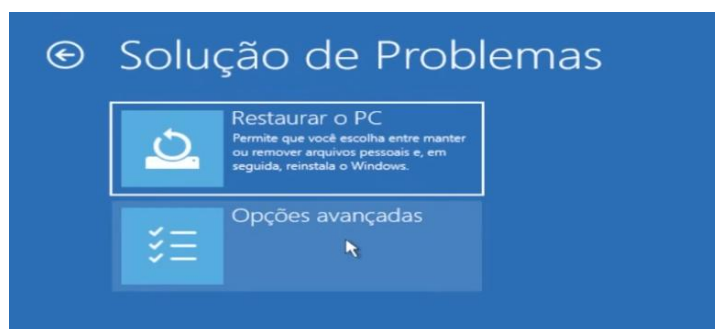 Solução de Problemas
Restaurar o PC
Permite que você escolha entre manter
ou remover arquivos pessoais e, em
seguida, reinstala o Windows.
Opções avançadas